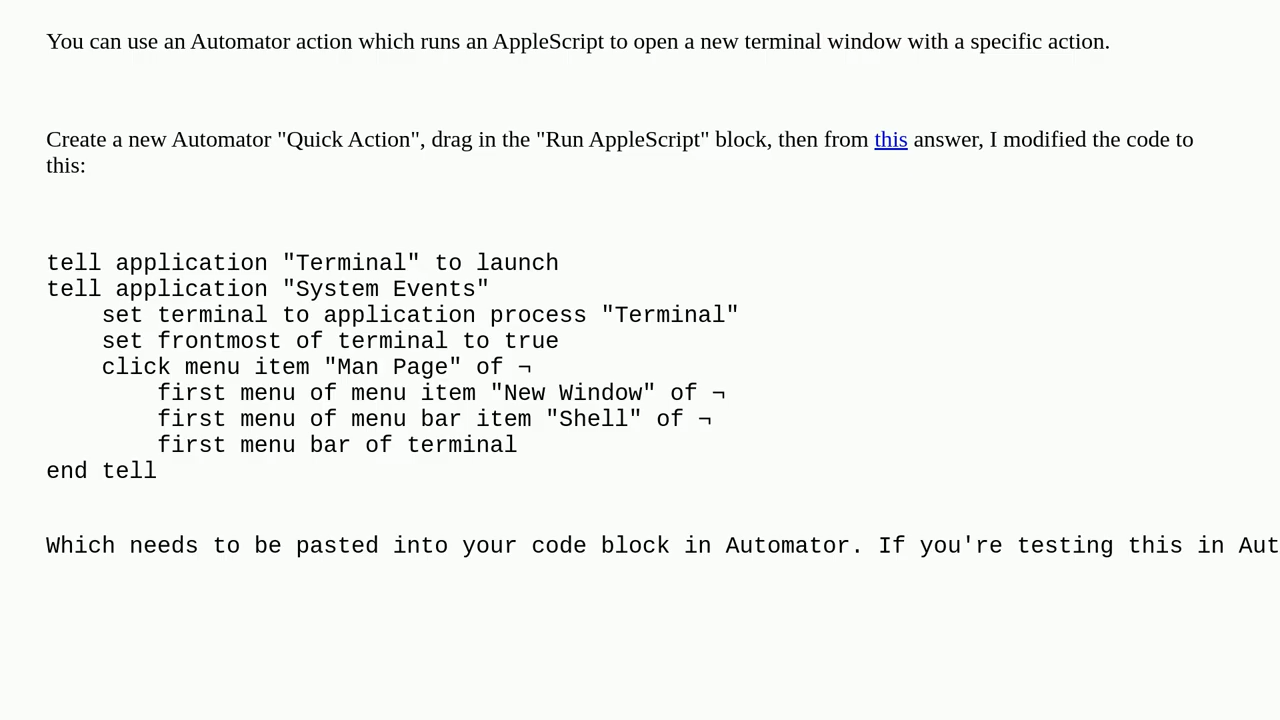 You can use an Automator action which runs an AppleScript to open a new terminal window with a specific action.
Create a new Automator "Quick Action", drag in the "Run AppleScript" block, then from this answer, I modified the code to
this:
tell application "Terminal" to launch
tell application "System Events"
    set terminal to application process "Terminal"
    set frontmost of terminal to true
    click menu item "Man Page" of ¬
        first menu of menu item "New Window" of ¬
        first menu of menu bar item "Shell" of ¬
        first menu bar of terminal
end tell
Which needs to be pasted into your code block in Automator. If you're testing this in Aut